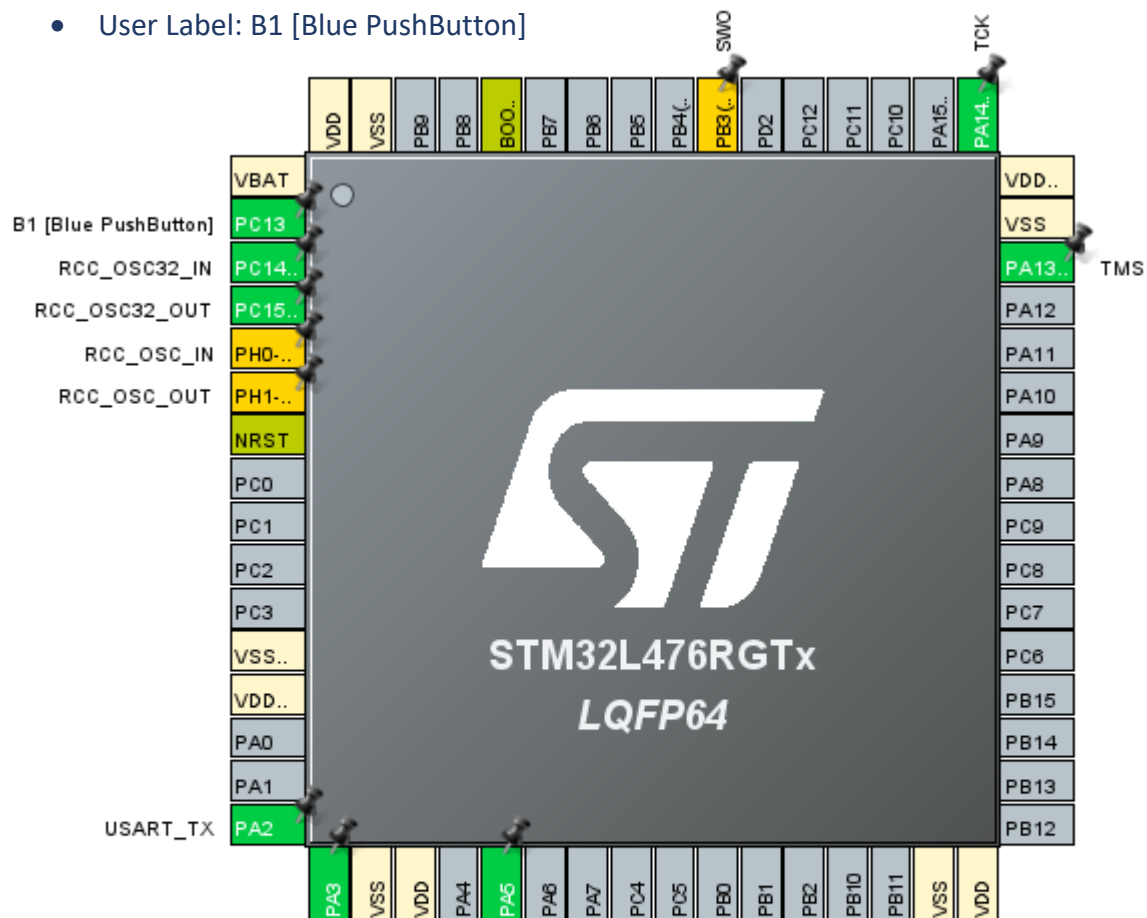 • User Label: B1 [Blue PushButton]
SWO
TCK
VDD
VSS
PB9
PB8
BOO..
PB7
PB6
PB5
PB4(..
PB3(..
PD2
PC12
PC11
PC10
PA15..
PA14..
VBAT
VDD..
B1 [Blue PushButton] PC13
VSS
RCC_OSC32_IN PC14..
PA13.. TMS
RCC_OSC32_OUT PC15..
PA12
RCC_OSC_IN PH0-..
PA11
RCC_OSC_OUT PH1-..
PA10
NRST
PA9
PC0
PA8
PC1
PC9
PC2
PC8
PC3
PC7
VSS..
PC6
VDD..
PB15
PA0
PB14
PA1
PB13
USART_TX PA2
PB12
ST
STM32L476RGTx
LQFP64
PA3
VSS
VDD
PA4
PA5
PA6
PA7
PC4
PC5
PB0
PB1
PB2
PB10
PB11
VSS
VDD